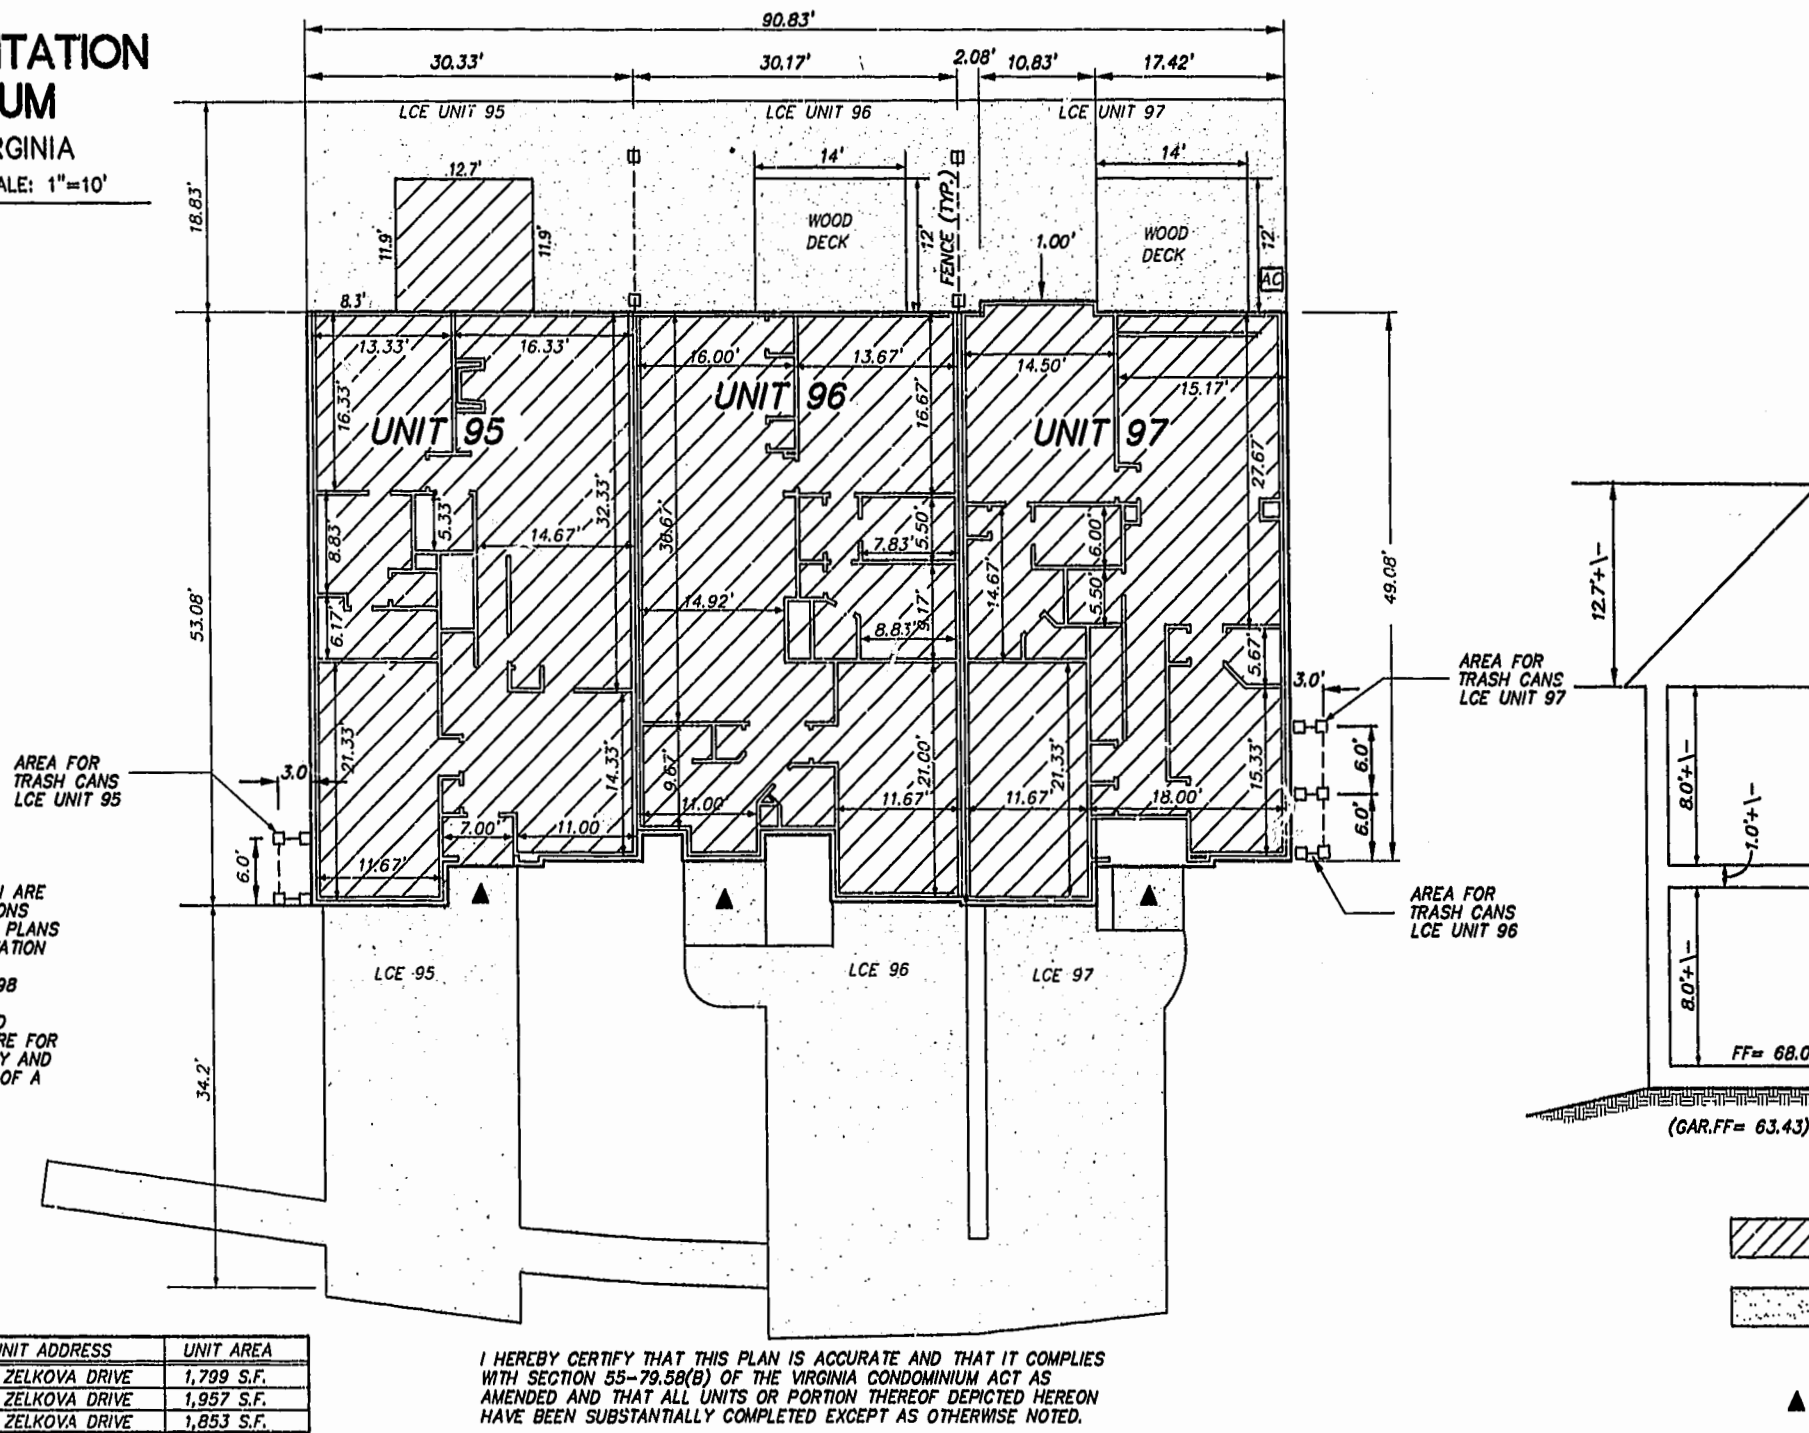 90.83'
TATION
UM
RGINIA
ALE: 1"=10'
30.33'
30.17'
2.08'
10.83'
17.42'
LCE UNIT 95
LCE UNIT 96
LCE UNIT 97
12.7'
14'
14'
18.83'
11.9'
11.9'
WOOD
DECK
12'
FENCE (TYP.)
1.00'
WOOD
DECK
12'
AC
8.3'
13.33'
16.33'
16.00'
13.67'
14.50'
15.17'
16.33'
UNIT 95
UNIT 96
UNIT 97
16.67'
27.67'
32.33'
36.67'
8.83'
5.33'
14.67'
7.83'
5.50'
6.00'
14.67'
5.50'
14.92'
8.83'
9.17'
6.17'
5.67'
53.08'
49.08'
12.7'+\-
AREA FOR
TRASH CANS
LCE UNIT 97
3.0'
6.0'
6.0'
AREA FOR
TRASH CANS
LCE UNIT 95
3.0
6.0'
21.33'
14.33'
9.67'
21.00'
21.33'
15.33'
7.00'
11.00'
11.00'
11.67'
11.67'
18.00'
11.67'
AREA FOR
TRASH CANS
LCE UNIT 96
8.0'+\-
1.0'+\-
8.0'+\-
FF= 68.0
(GAR.FF= 63.43)
ARE
ONS
PLANS
TATION
98
RE FOR
Y AND
OF A
LCE 95
LCE 96
LCE 97
34.2'
UNIT ADDRESS UNIT AREA
ZELKOVA DRIVE 1,799 S.F.
ZELKOVA DRIVE 1,957 S.F.
ZELKOVA DRIVE 1,853 S.F.
I HEREBY CERTIFY THAT THIS PLAN IS ACCURATE AND THAT IT COMPLIES
WITH SECTION 55-79.58(B) OF THE VIRGINIA CONDOMINIUM ACT AS
AMENDED AND THAT ALL UNITS OR PORTION THEREOF DEPICTED HEREON
HAVE BEEN SUBSTANTIALLY COMPLETED EXCEPT AS OTHERWISE NOTED.